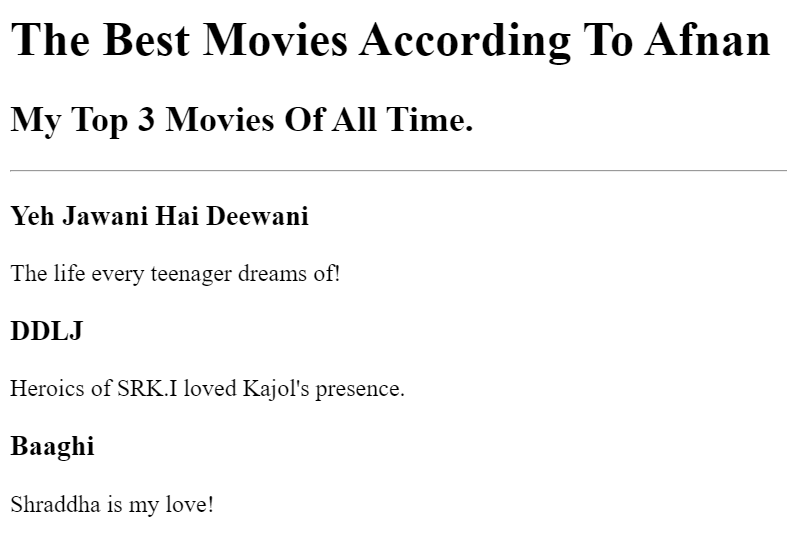 The Best Movies According To Afnan
My Top 3 Movies Of All Time.
Yeh Jawani Hai Deewani
The life every teenager dreams of!
DDLJ
Heroics of SRK.I loved Kajol's presence.
Baaghi
Shraddha is my love!